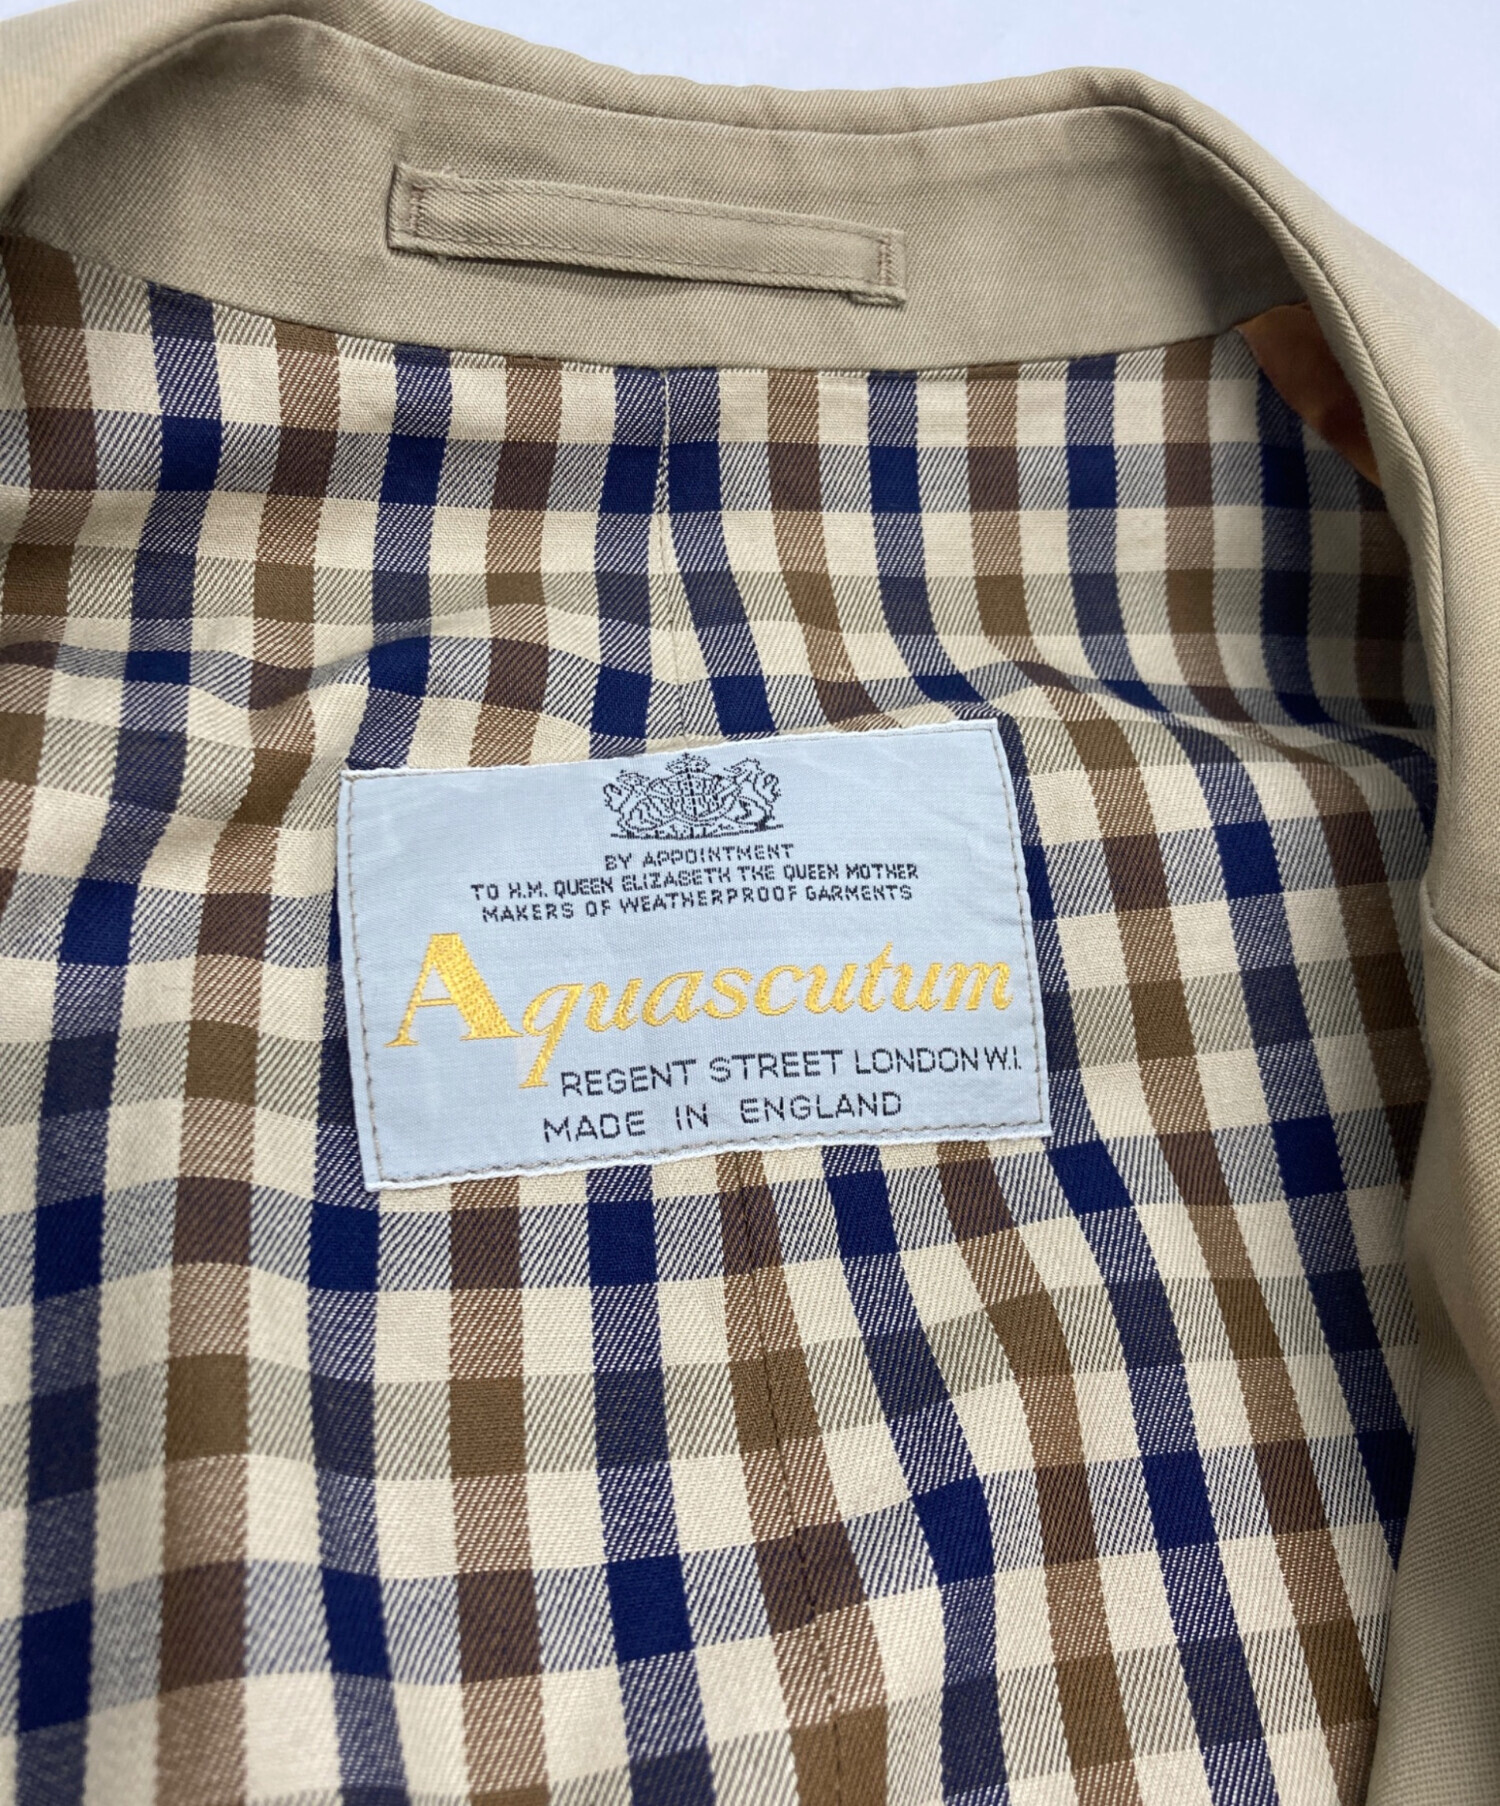 BY APPOINTMENT
TO H.M. QUEEN ELIZABETH THE QUEEN MOTHER
MAKERS OF WEATHERPROOF GARMENTS
Aquascutum
REGENT STREET LONDON W.1.
MADE IN ENGLAND